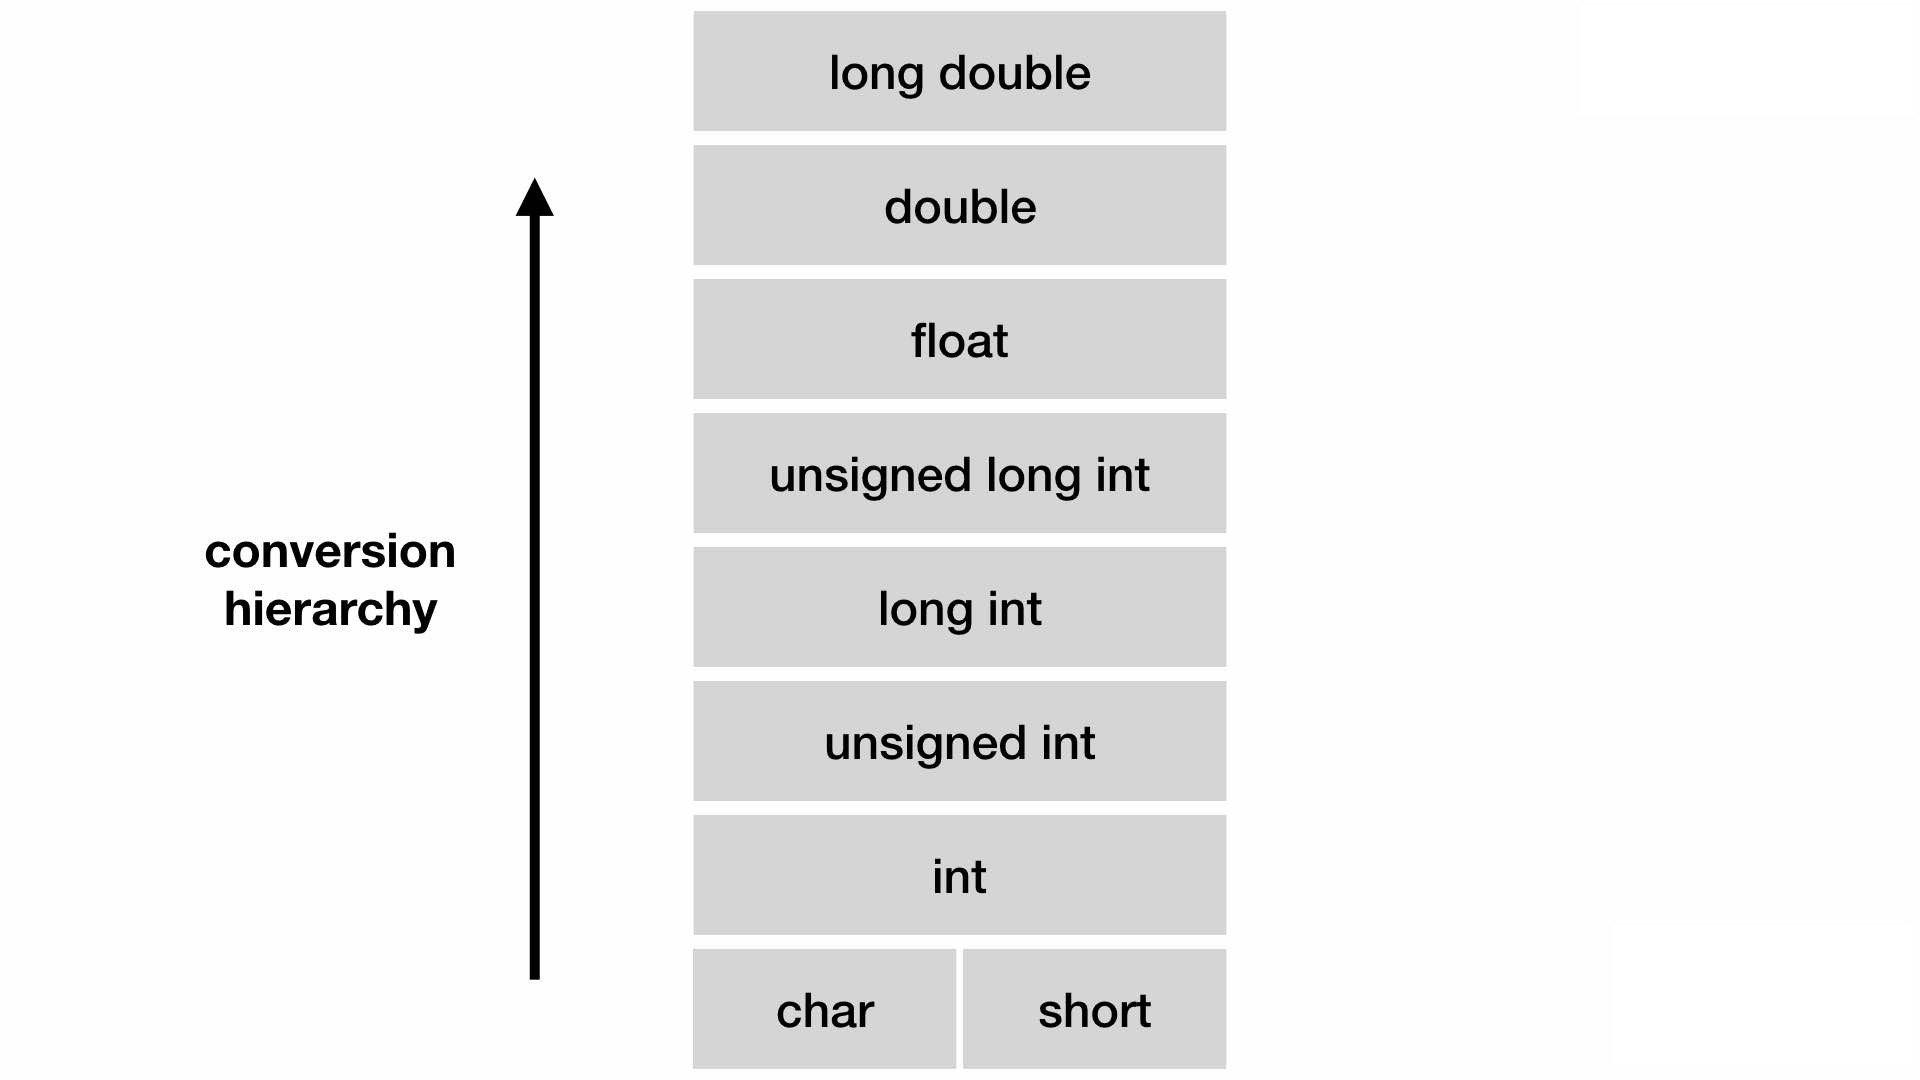 long double
double
float
unsigned long int
conversion
hierarchy
long int
unsigned int
int
char
short